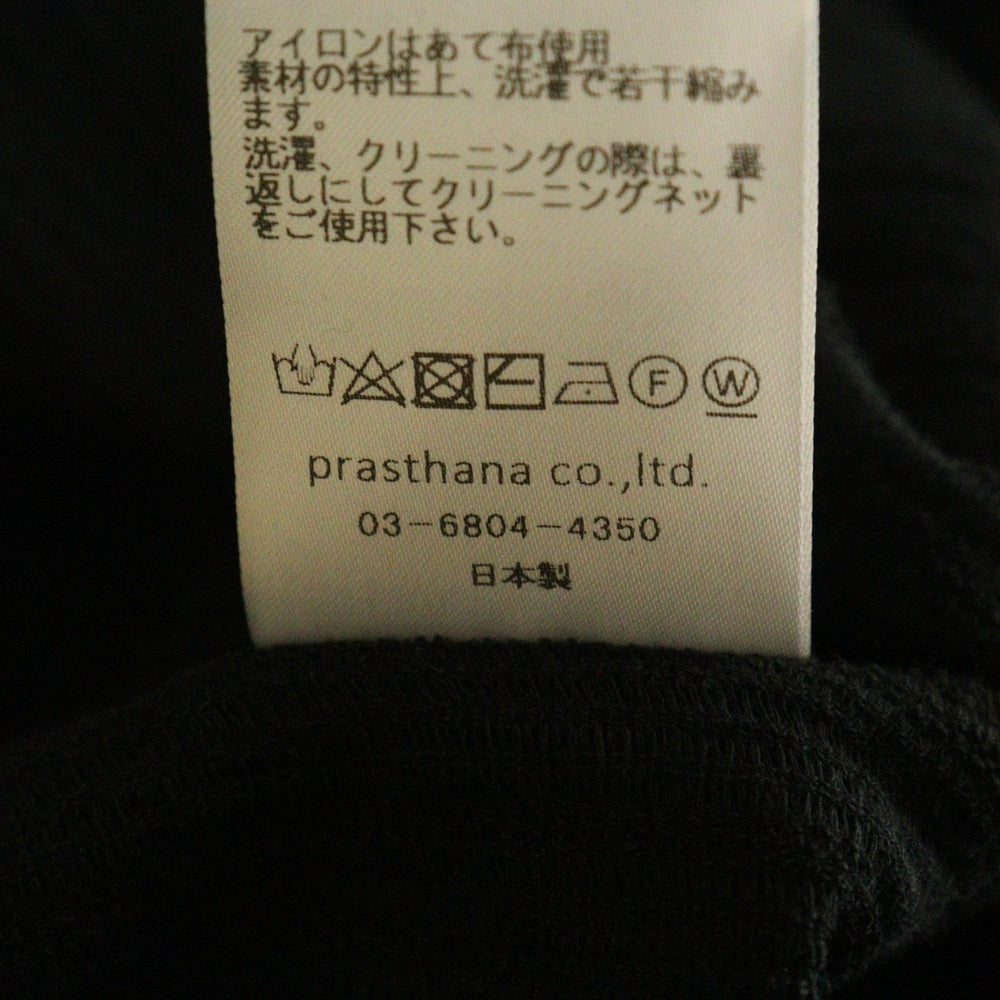 アイロンはあて布使用
素材の特性上、洗濯で若干縮み
ます。
洗濯、クリーニングの際は、裏
返しにしてクリーニングネット
をご使用下さい。
F W
prasthana co.,ltd.
03-6804-4350
日本製